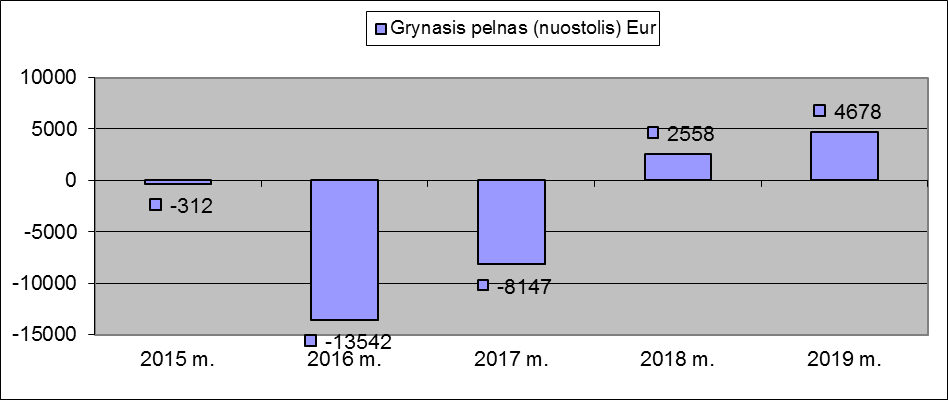 Grynasis pelnas (nuostolis) Eur
10000
5000
0
-5000
-10000
-15000
-312
-13542
-8147
2558
4678
2015 m.
2016 m.
2017 m.
2018 m.
2019 m.